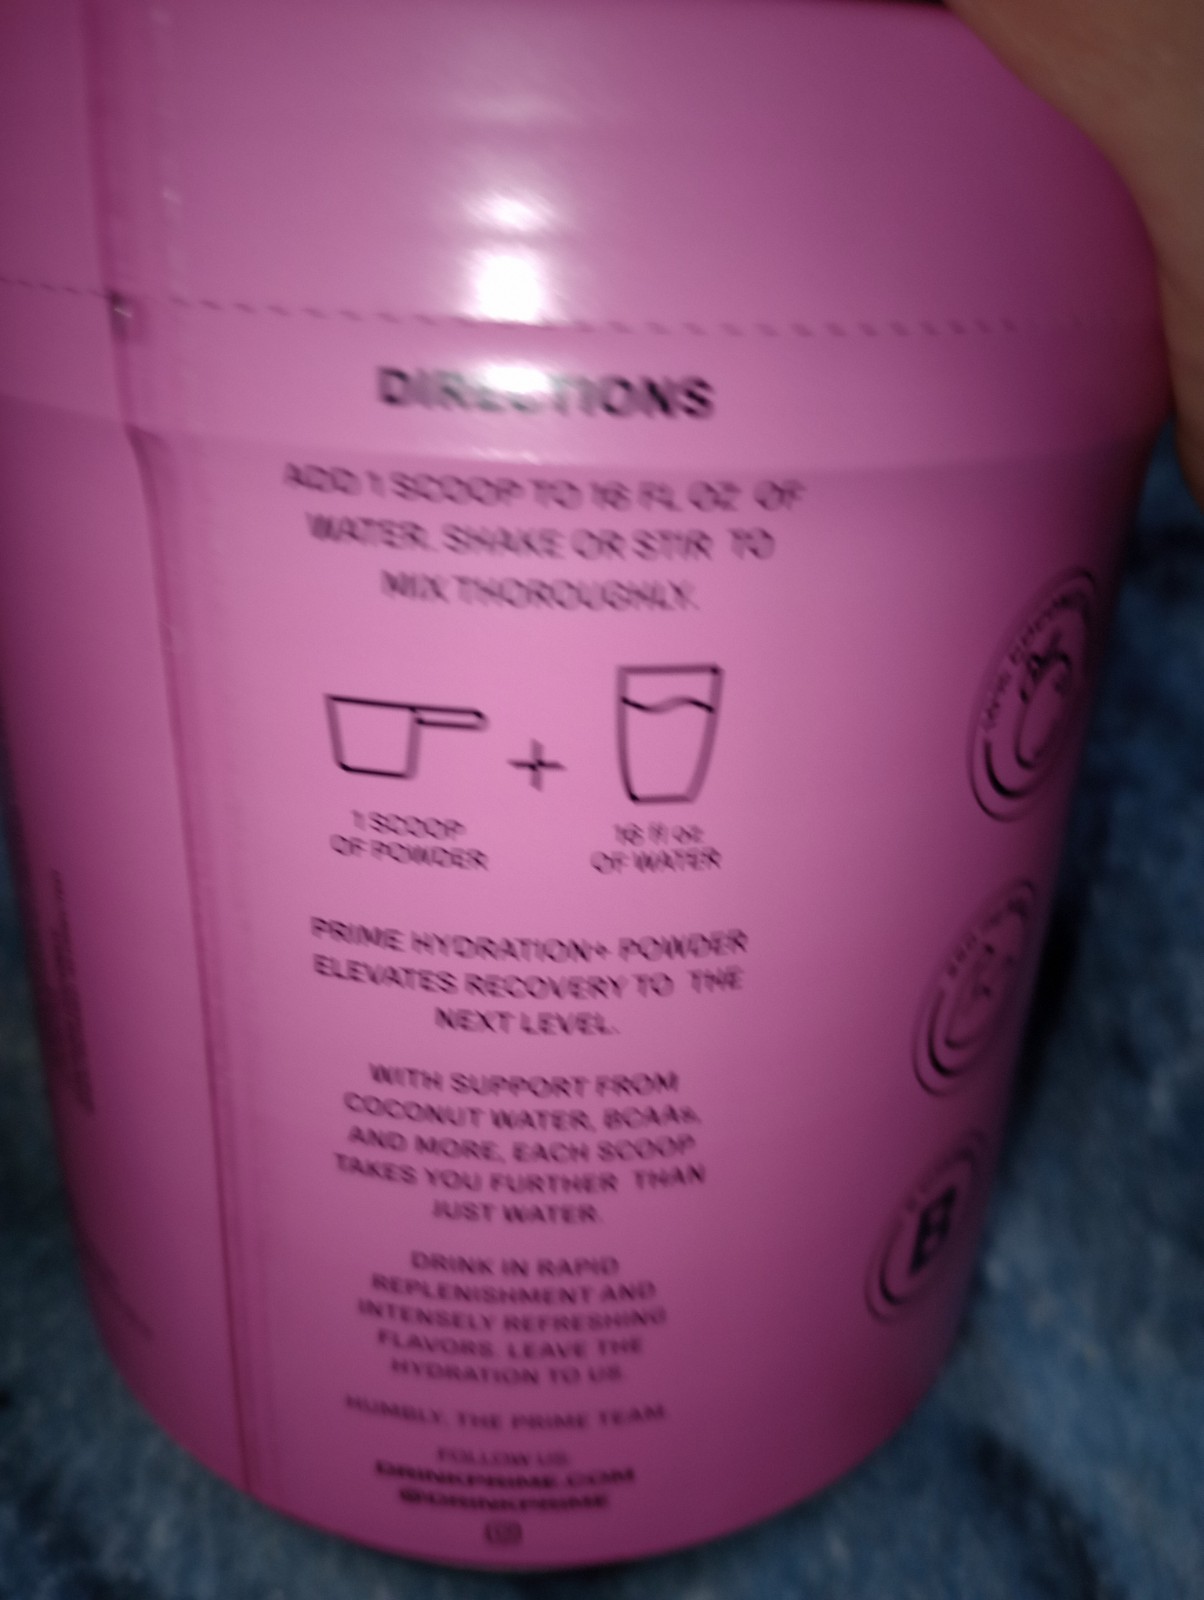 DIRECTIONS
ADD 1 SCOOP TO 16 FL OZ OF
WATER. SHAKE OR STIR TO
MIX THOROUGHLY.
1 SCOOP
OF POWDER
+
16 fl oz
OF WATER
PRIME HYDRATION+ POWDER
ELEVATES RECOVERY TO THE
NEXT LEVEL.
WITH SUPPORT FROM
COCONUT WATER, BCAAs,
AND MORE, EACH SCOOP
TAKES YOU FURTHER THAN
JUST WATER.
DRINK IN RAPID
REPLENISHMENT AND
INTENSELY REFRESHING
FLAVORS. LEAVE THE
HYDRATION TO US.
HUMBLY, THE PRIME TEAM
FOLLOW US
DRINKPRIME.COM
@DRINKPRIME
B